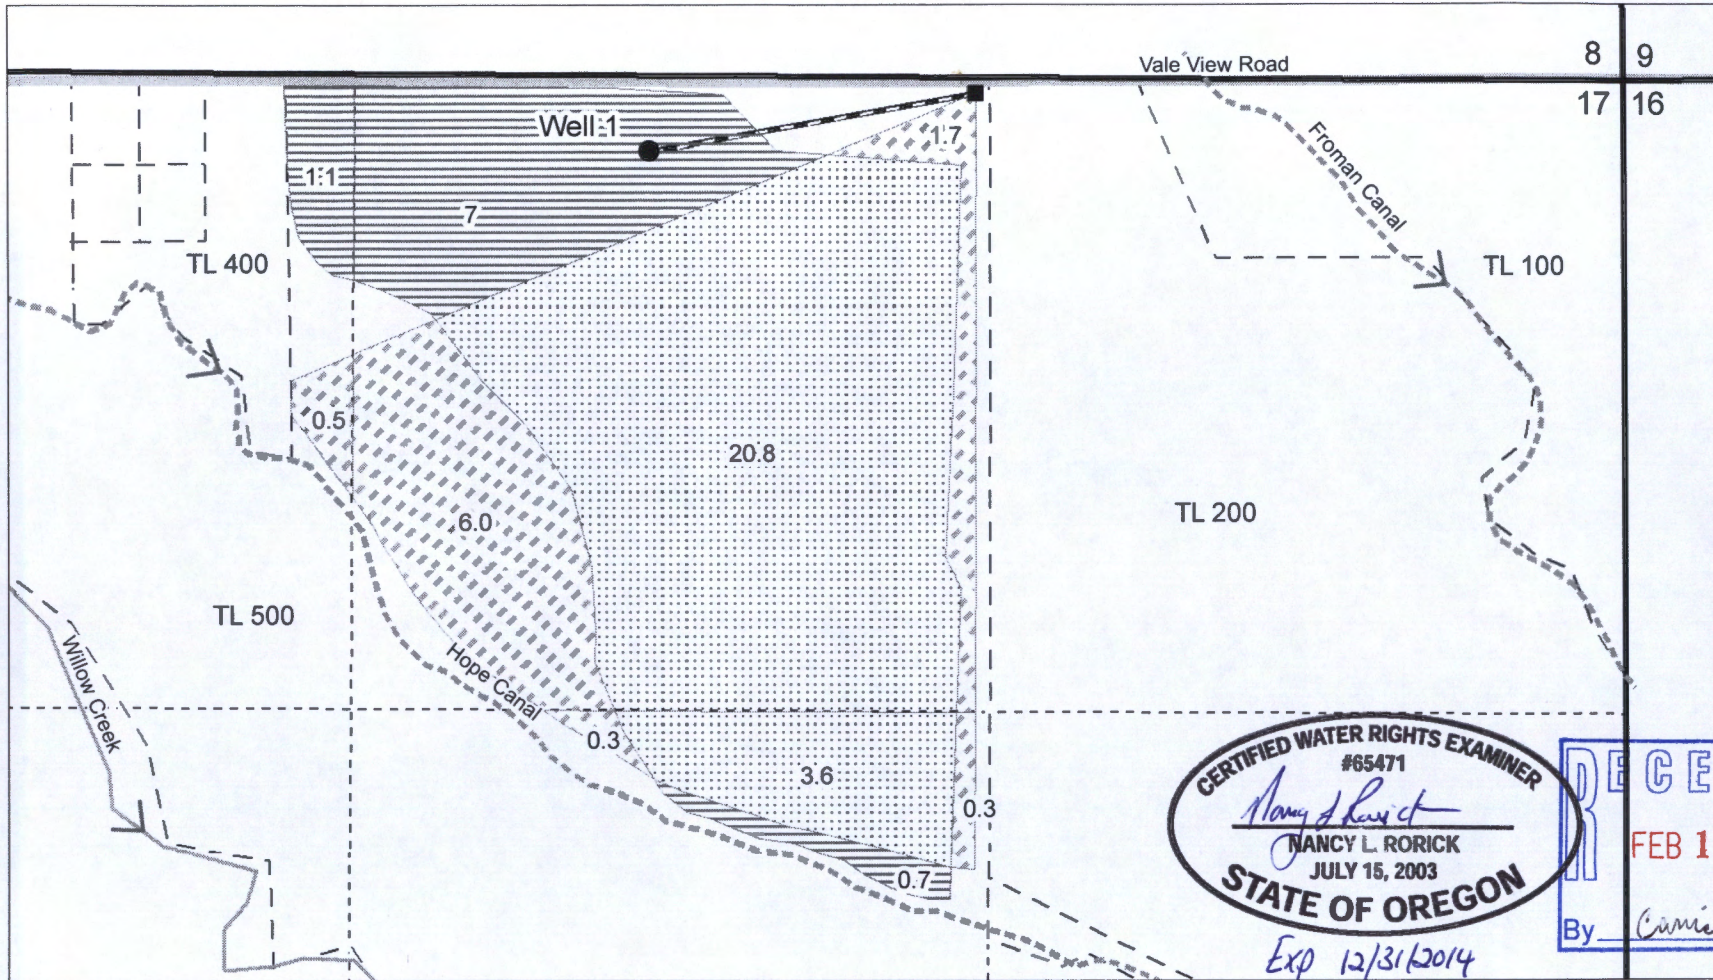 8 9
Vale View Road
17 16
1.7
Well 1
Froman Canal
1.1
7
TL 400
TL 100
0.5
20.8
6.0
TL 200
TL 500
Willow Creek
Hope Canal
0.3
3.6
0.3
0.7
CERTIFIED WATER RIGHTS EXAMINER
#65471
NANCY L. RORICK
JULY 15, 2003
STATE OF OREGON
Exp 12/31/2014
RECE
FEB 1
By